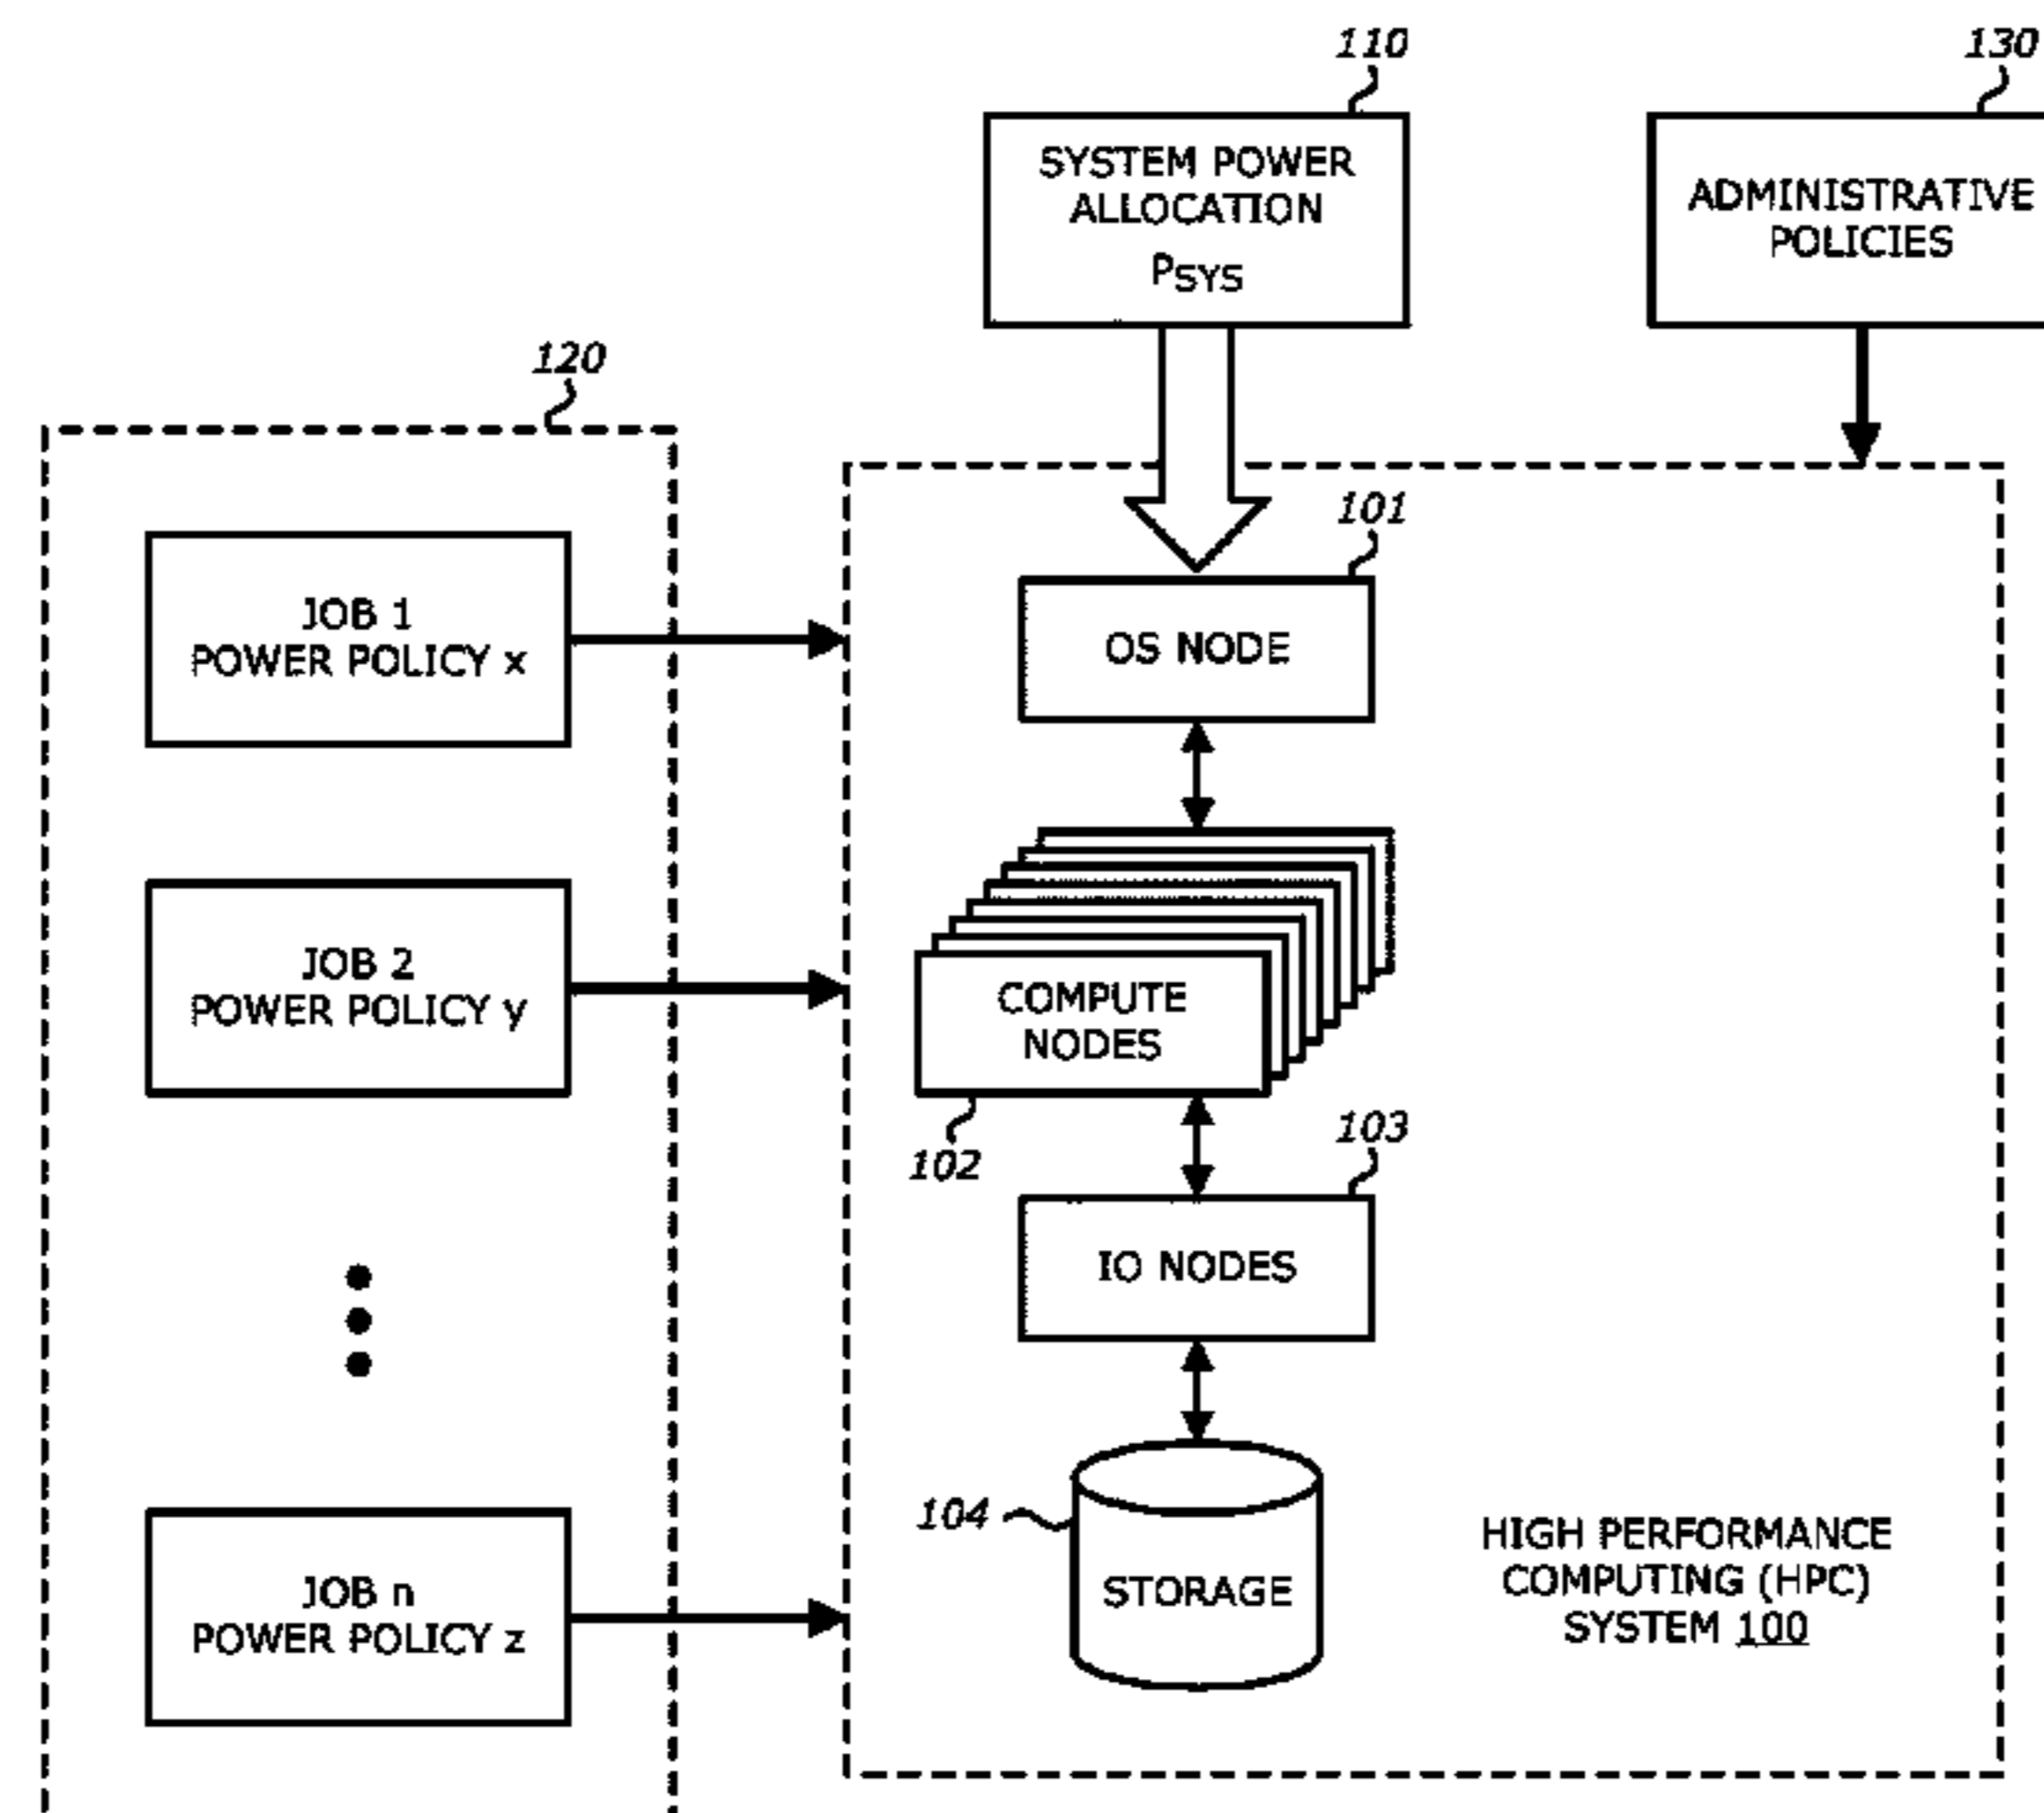 110
130
SYSTEM POWER
ALLOCATION
PSYS
ADMINISTRATIVE
POLICIES
120
101
JOB 1
POWER POLICY x
OS NODE
JOB 2
POWER POLICY y
COMPUTE
NODES
102
103
IO NODES
104
STORAGE
HIGH PERFORMANCE
COMPUTING (HPC)
SYSTEM 100
JOB n
POWER POLICY z